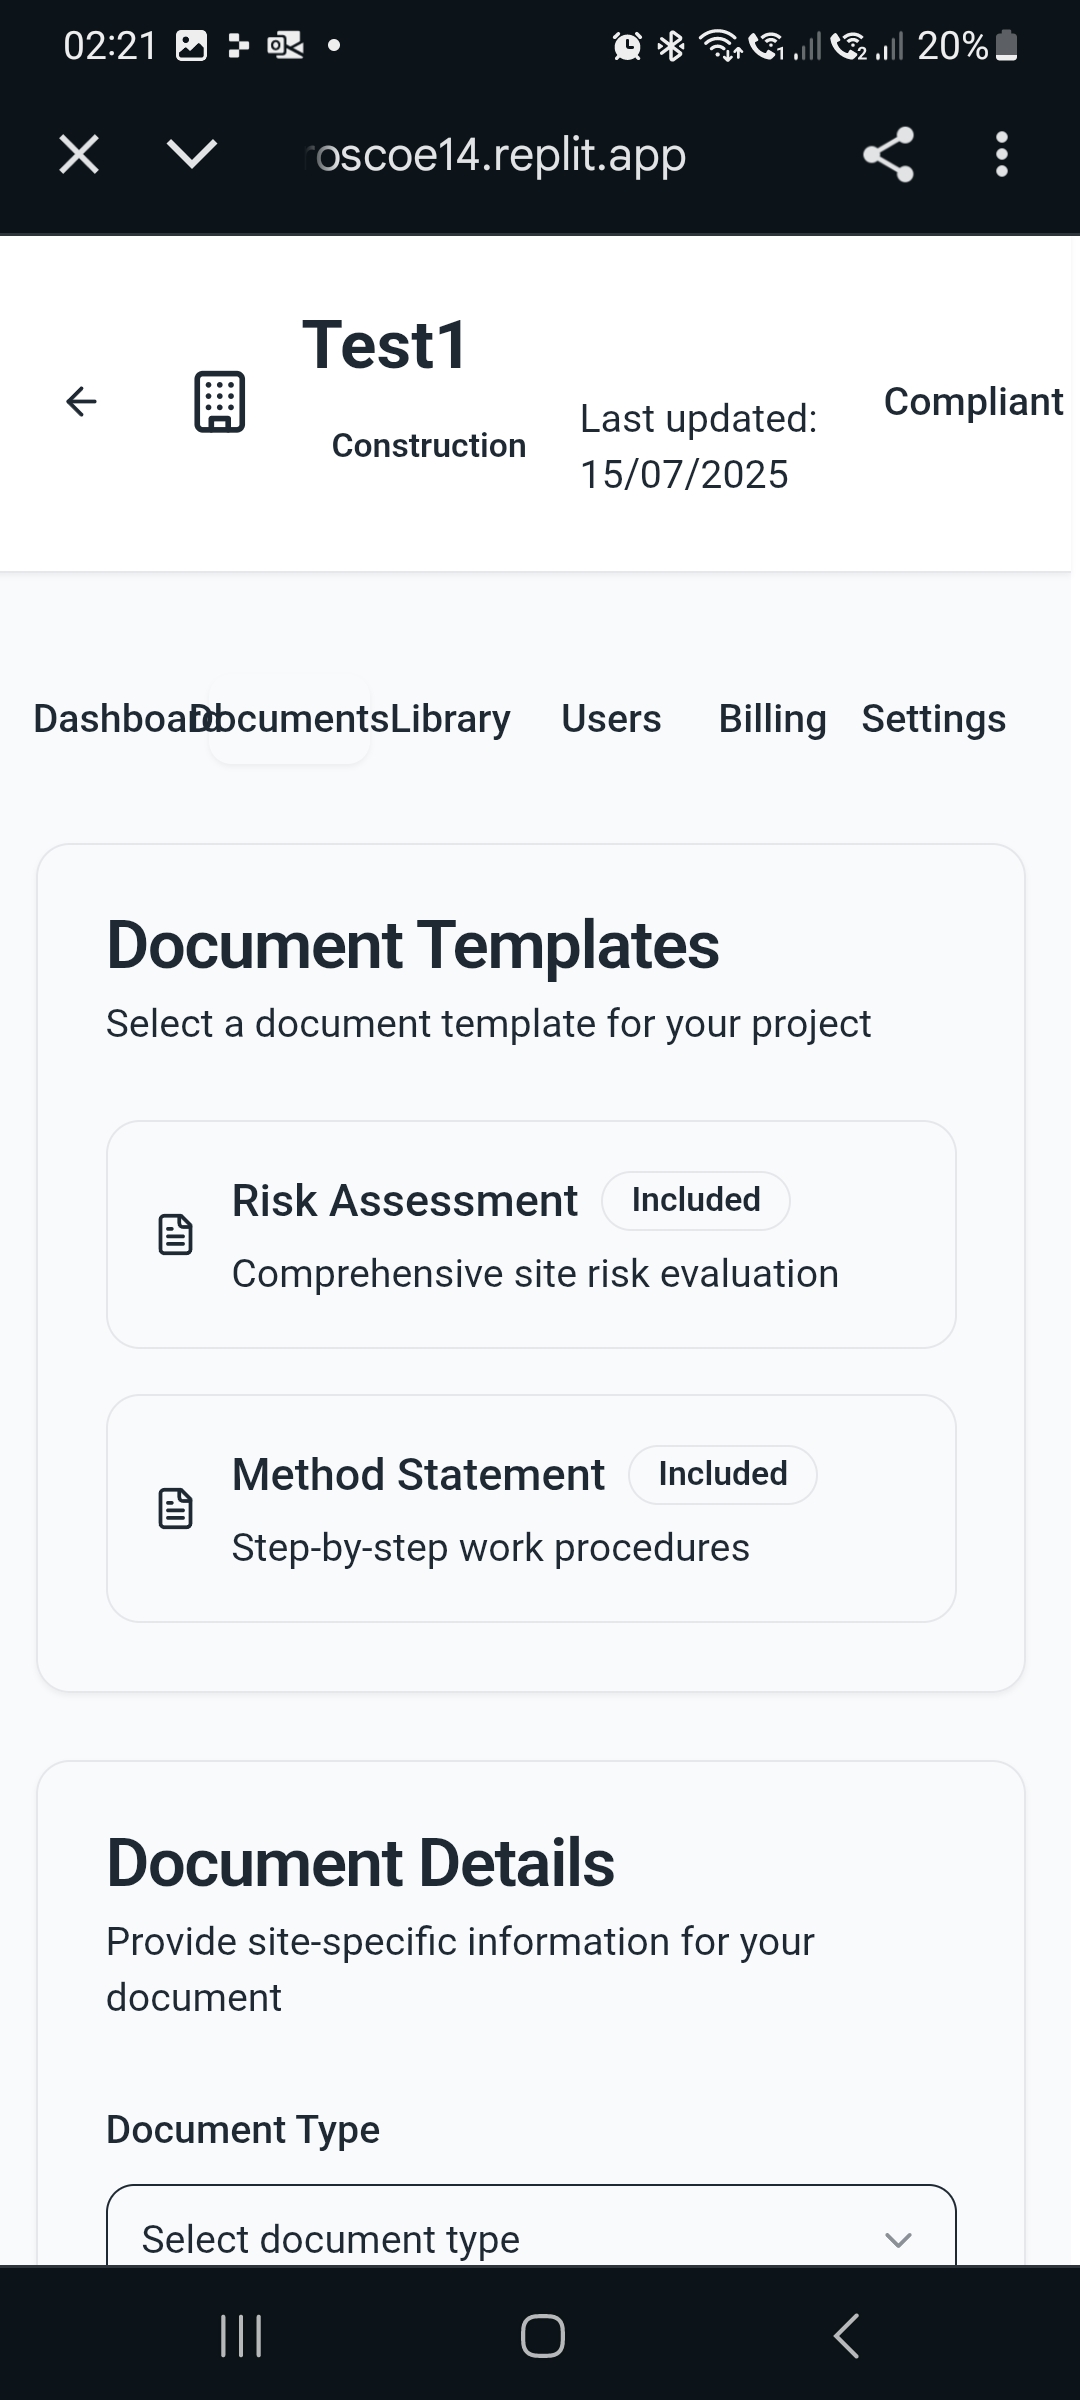 02:21
20%
roscoe14.replit.app
Test1
Construction
Last updated:
15/07/2025
Compliant
Dashboard Documents Library Users Billing Settings
Document Templates
Select a document template for your project
Risk Assessment Included
Comprehensive site risk evaluation
Method Statement Included
Step-by-step work procedures
Document Details
Provide site-specific information for your
document
Document Type
Select document type